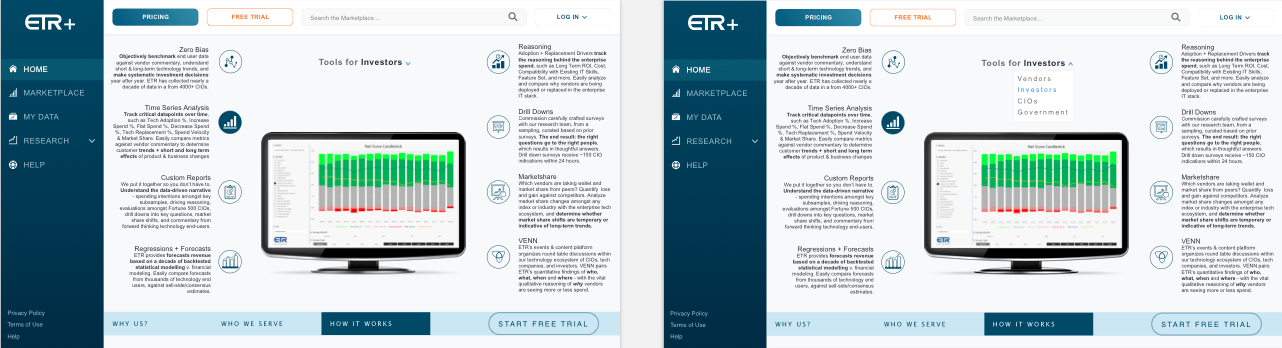 ETR+
PRICING
FREE TRIAL
Search the Marketplace...
LOG IN
HOME
MARKETPLACE
MY DATA
RESEARCH
HELP
Privacy Policy
Terms of Use
Help
Tools for Investors
Zero Bias
Objectively benchmark end user data
against vendor commentary, understand
short & long-term technology trends, and
make systematic investment decisions
year after year. ETR has collected nearly a
decade of data in a from 4000+ CIOs.
Time Series Analysis
Track critical datapoints over time,
such as Tech Adoption %, Increase
Spend %, Flat Spend %, Decrease Spend
%, Tech Replacement %, Spend Velocity
& Market Share. Easily compare metrics
against vendor commentary to determine
customer trends + short and long term
effects of product & business changes
Custom Reports
We put it together so you don't have to.
Understand the data-driven narrative
- spending intentions amongst key
subsamples, driving reasoning,
evaluations amongst Fortune 500 CIOs,
drill downs into key questions, market
shares, and commentary from
forward thinking technology end-users.
Regressions + Forecasts
ETR provides forecasts revenue
based on a decade of backtested
statistical modelling v. financial
modeling. Easily compare forecasts
from thousands of technology end
users, against sell-side/consensus
estimates.
Net Score Candlestick
ETR
Reasoning
Adoption + Replacement Drivers track
the reasoning behind the enterprise
spend, such as Long Term ROI, Cost,
Compatibility with Existing IT Skills,
Feature Set, and more. Easily analyze
and compare why vendors are being
deployed or replaced in the enterprise
IT stack.
Drill Downs
Commission carefully crafted surveys
with our research team, from a
sampling, curated based on prior
surveys. The end result: the right
questions go to the right people,
which results in thoughtful answers.
Drill down surveys receive ~150 CIO
indications within 24 hours.
Marketshare
Which vendors are taking wallet and
market share from peers? Quantify loss
and gain against competitors. Analyze
market share changes amongst any
index or industry with the enterprise tech
ecosystem, and determine whether
market share shifts are temporary or
indicative of long-term trends.
VENN
ETR's events & content platform
organizes round table discussions within
our technology ecosystem of CIOs, tech
companies, and investors. VENN pairs
ETR's quantitative findings of who,
what, when and where - with the vital
qualitative reasoning of why vendors
are seeing more or less spend.
WHY US?
WHO WE SERVE
HOW IT WORKS
START FREE TRIAL
ETR+
PRICING
FREE TRIAL
Search the Marketplace...
LOG IN
HOME
MARKETPLACE
MY DATA
RESEARCH
HELP
Privacy Policy
Terms of Use
Help
Tools for Investors
Vendors
Investors
CIOs
Government
Zero Bias
Objectively benchmark end user data
against vendor commentary, understand
short & long-term technology trends, and
make systematic investment decisions
year after year. ETR has collected nearly a
decade of data in a from 4000+ CIOs.
Time Series Analysis
Track critical datapoints over time,
such as Tech Adoption %, Increase
Spend %, Flat Spend %, Decrease Spend
%, Tech Replacement %, Spend Velocity
& Market Share. Easily compare metrics
against vendor commentary to determine
customer trends + short and long term
effects of product & business changes
Custom Reports
We put it together so you don't have to.
Understand the data-driven narrative
- spending intentions amongst key
subsamples, driving reasoning,
evaluations amongst Fortune 500 CIOs,
drill downs into key questions, market
shares, and commentary from
forward thinking technology end-users.
Regressions + Forecasts
ETR provides forecasts revenue
based on a decade of backtested
statistical modelling v. financial
modeling. Easily compare forecasts
from thousands of technology end
users, against sell-side/consensus
estimates.
Net Score Candlestick
ETR
Reasoning
Adoption + Replacement Drivers track
the reasoning behind the enterprise
spend, such as Long Term ROI, Cost,
Compatibility with Existing IT Skills,
Feature Set, and more. Easily analyze
and compare why vendors are being
deployed or replaced in the enterprise
IT stack.
Drill Downs
Commission carefully crafted surveys
with our research team, from a
sampling, curated based on prior
surveys. The end result: the right
questions go to the right people,
which results in thoughtful answers.
Drill down surveys receive ~150 CIO
indications within 24 hours.
Marketshare
Which vendors are taking wallet and
market share from peers? Quantify loss
and gain against competitors. Analyze
market share changes amongst any
index or industry with the enterprise tech
ecosystem, and determine whether
market share shifts are temporary or
indicative of long-term trends.
VENN
ETR's events & content platform
organizes round table discussions within
our technology ecosystem of CIOs, tech
companies, and investors. VENN pairs
ETR's quantitative findings of who,
what, when and where - with the vital
qualitative reasoning of why vendors
are seeing more or less spend.
WHY US?
WHO WE SERVE
HOW IT WORKS
START FREE TRIAL